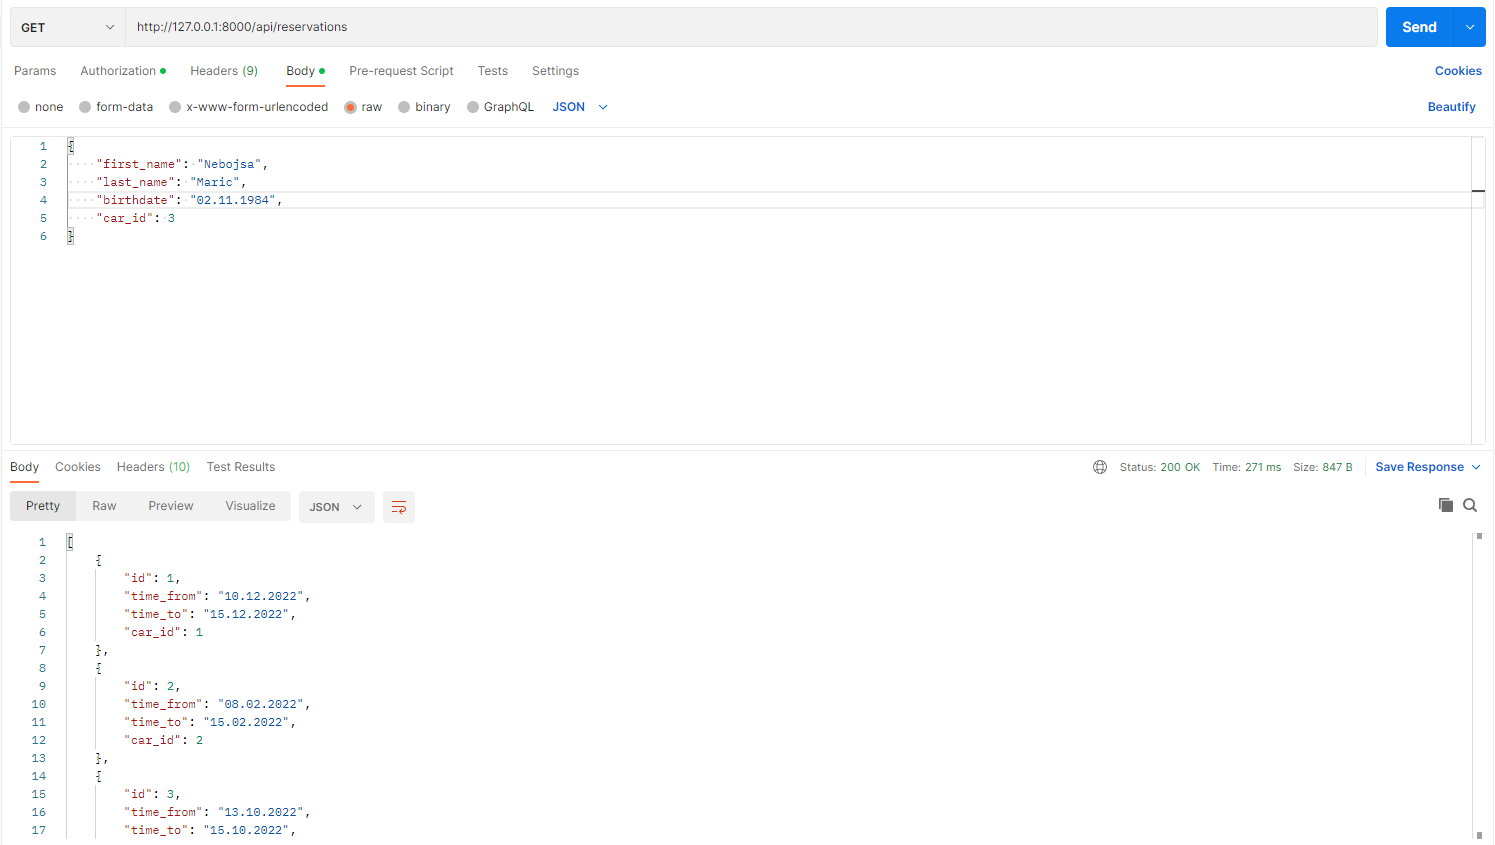 GET http://127.0.0.1:8000/api/reservations Send
Params Authorization Headers (9) Body Pre-request Script Tests Settings Cookies
none form-data x-www-form-urlencoded raw binary GraphQL JSON Beautify
1 {
2 "first_name": "Nebojsa",
3 "last_name": "Maric",
4 "birthdate": "02.11.1984",
5 "car_id": 3
6 }
Body Cookies Headers (10) Test Results Status: 200 OK Time: 271 ms Size: 847 B Save Response
Pretty Raw Preview Visualize JSON
1 [
2 {
3 "id": 1,
4 "time_from": "10.12.2022",
5 "time_to": "15.12.2022",
6 "car_id": 1
7 },
8 {
9 "id": 2,
10 "time_from": "08.02.2022",
11 "time_to": "15.02.2022",
12 "car_id": 2
13 },
14 {
15 "id": 3,
16 "time_from": "13.10.2022",
17 "time_to": "15.10.2022",